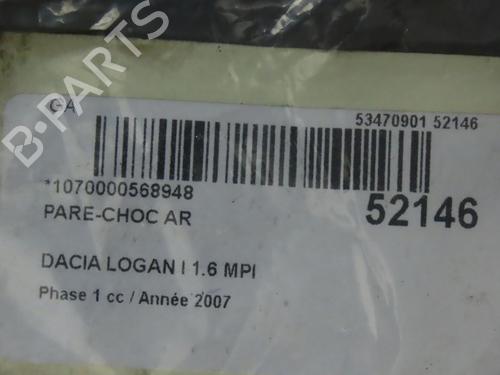 G4
53470901 52146
*1070000568948
52146
PARE-CHOC AR
DACIA LOGAN I 1.6 MPI
Phase 1 cc / Année 2007
B-PARTS